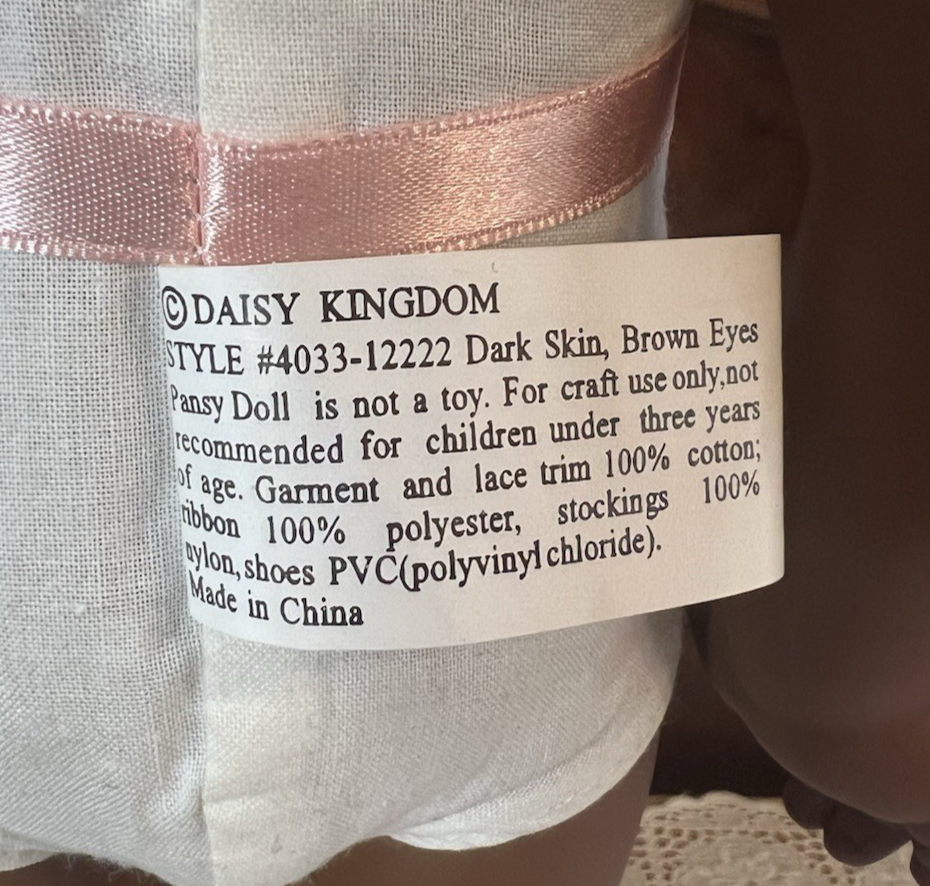 ©DAISY KINGDOM
STYLE #4033-12222 Dark Skin, Brown Eyes
Pansy Doll is not a toy. For craft use only,not
recommended for children under three years
of age. Garment and lace trim 100% cotton;
ribbon 100% polyester, stockings 100%
nylon,shoes PVC(polyvinyl chloride).
Made in China